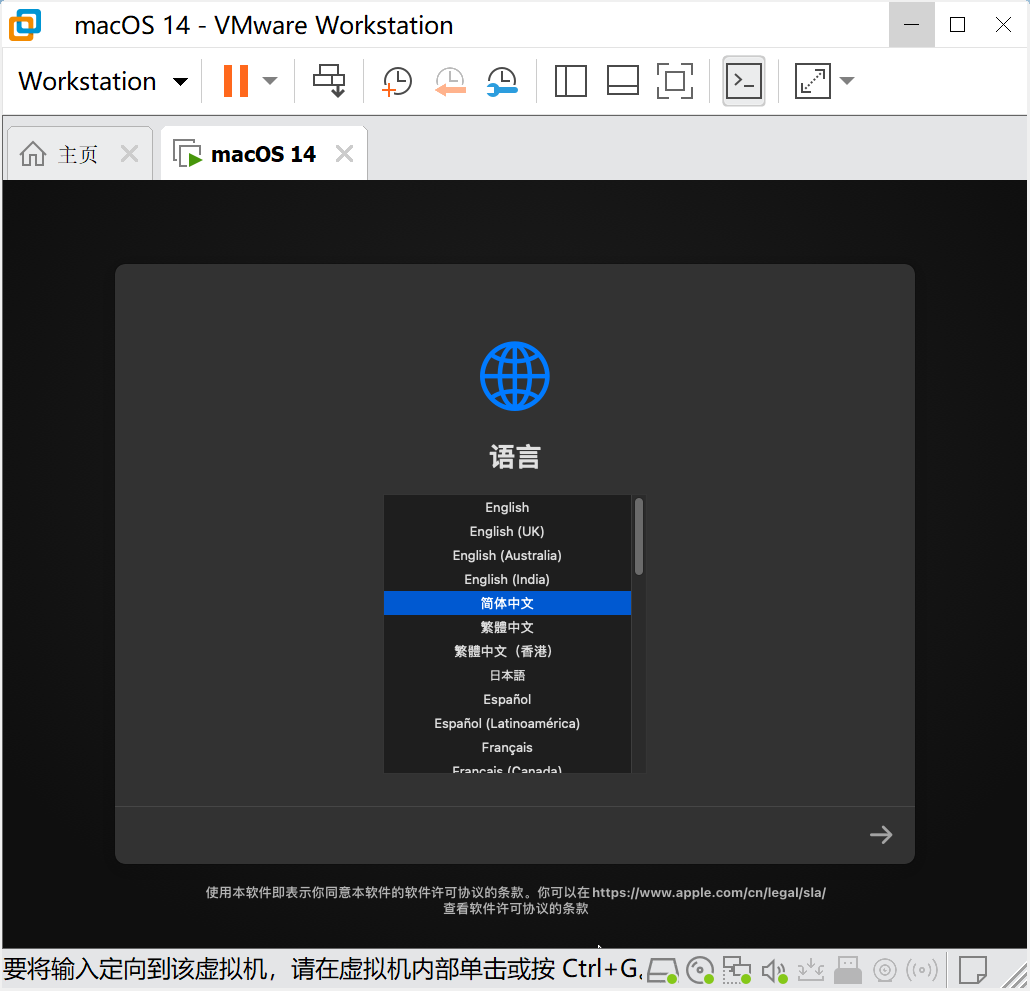 macOS 14 - VMware Workstation
Workstation
主页
macOS 14
语言
English
English (UK)
English (Australia)
English (India)
简体中文
繁體中文
繁體中文（香港）
日本語
Español
Español (Latinoamérica)
Français
Français (Canada)
使用本软件即表示你同意本软件的软件许可协议的条款。你可以在 https://www.apple.com/cn/legal/sla/
查看软件许可协议的条款
要将输入定向到该虚拟机，请在虚拟机内部单击或按 Ctrl+G。